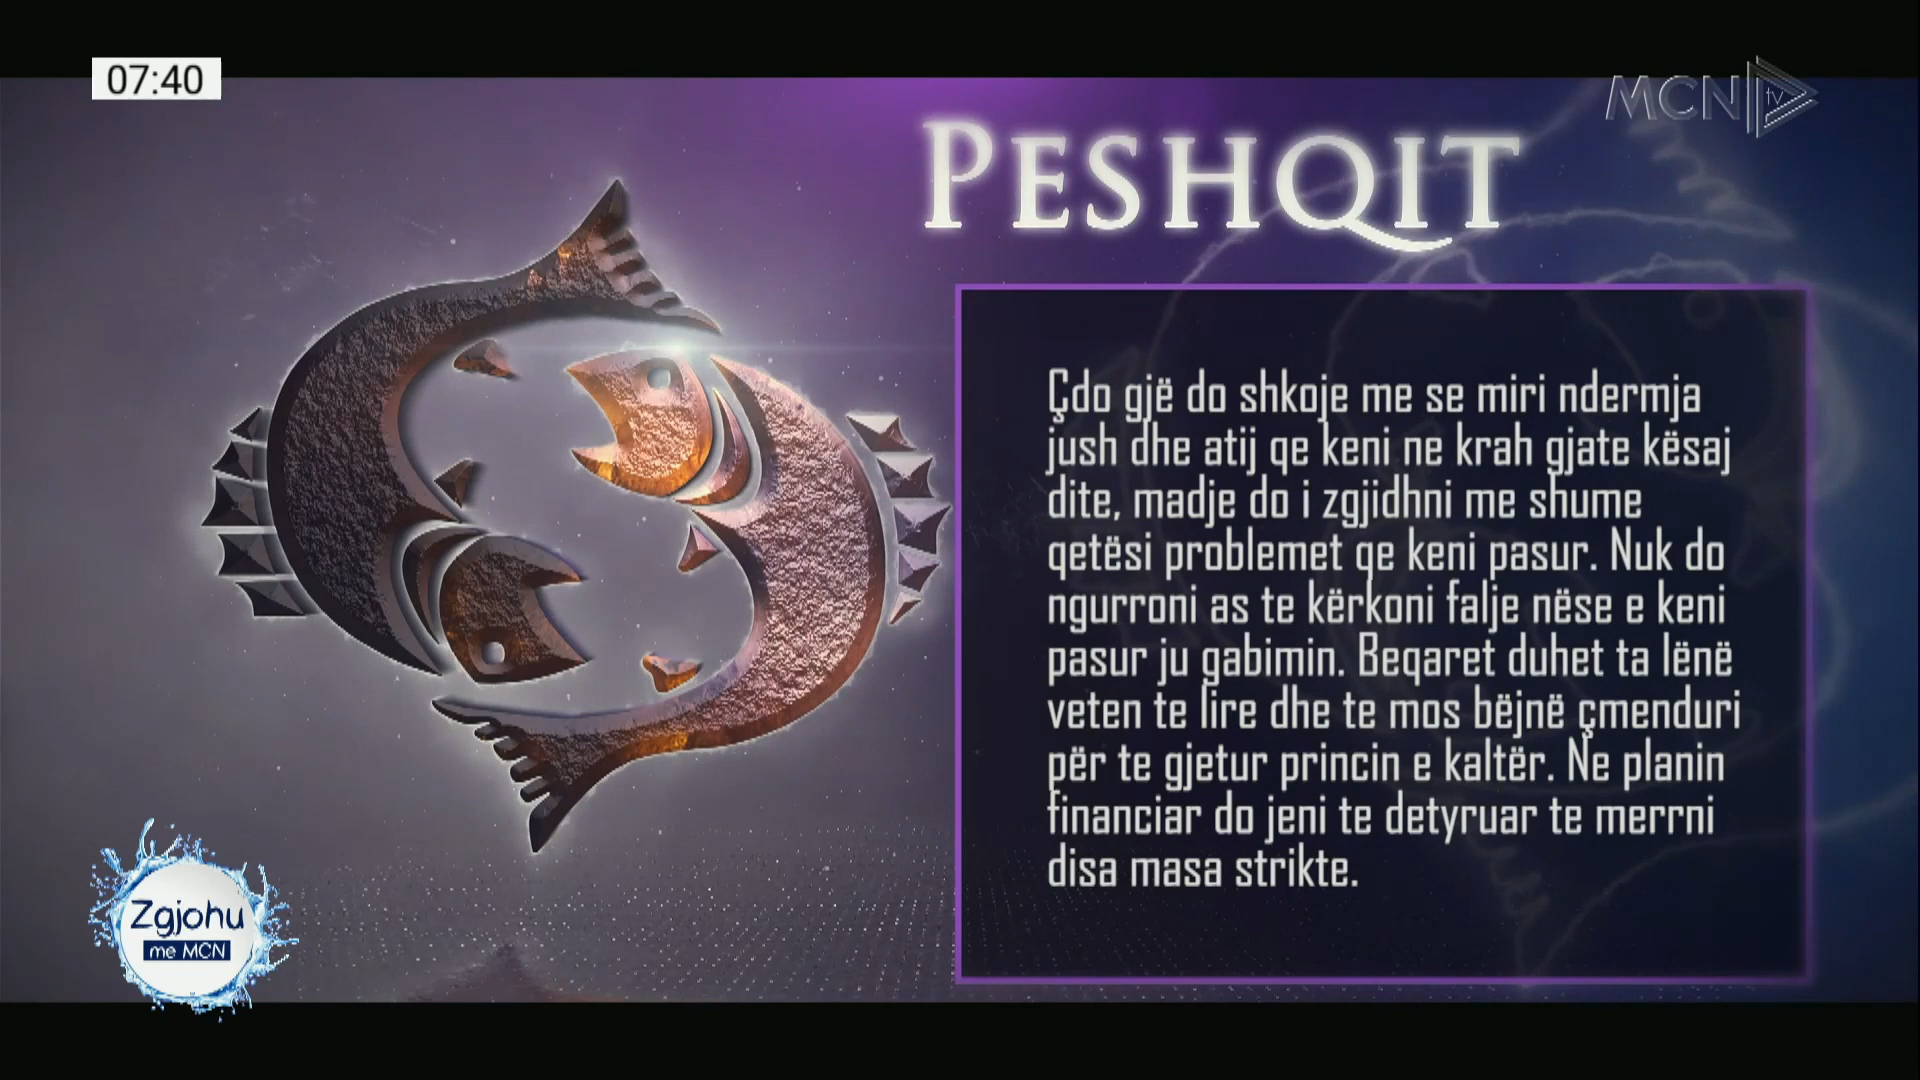 07:40
MCN tv
PESHQIT
Çdo gjë do shkoje me se miri ndermja
jush dhe atij qe keni ne krah gjate kësaj
dite, madje do i zgjidhni me shume
qetësi problemet qe keni pasur. Nuk do
ngurroni as te kërkoni falje nëse e keni
pasur ju gabimin. Beqaret duhet ta lënë
veten te lire dhe te mos bëjnë çmenduri
për te gjetur princin e kaltër. Ne planin
financiar do jeni te detyruar te merrni
disa masa strikte.
Zgjohu
me MCN